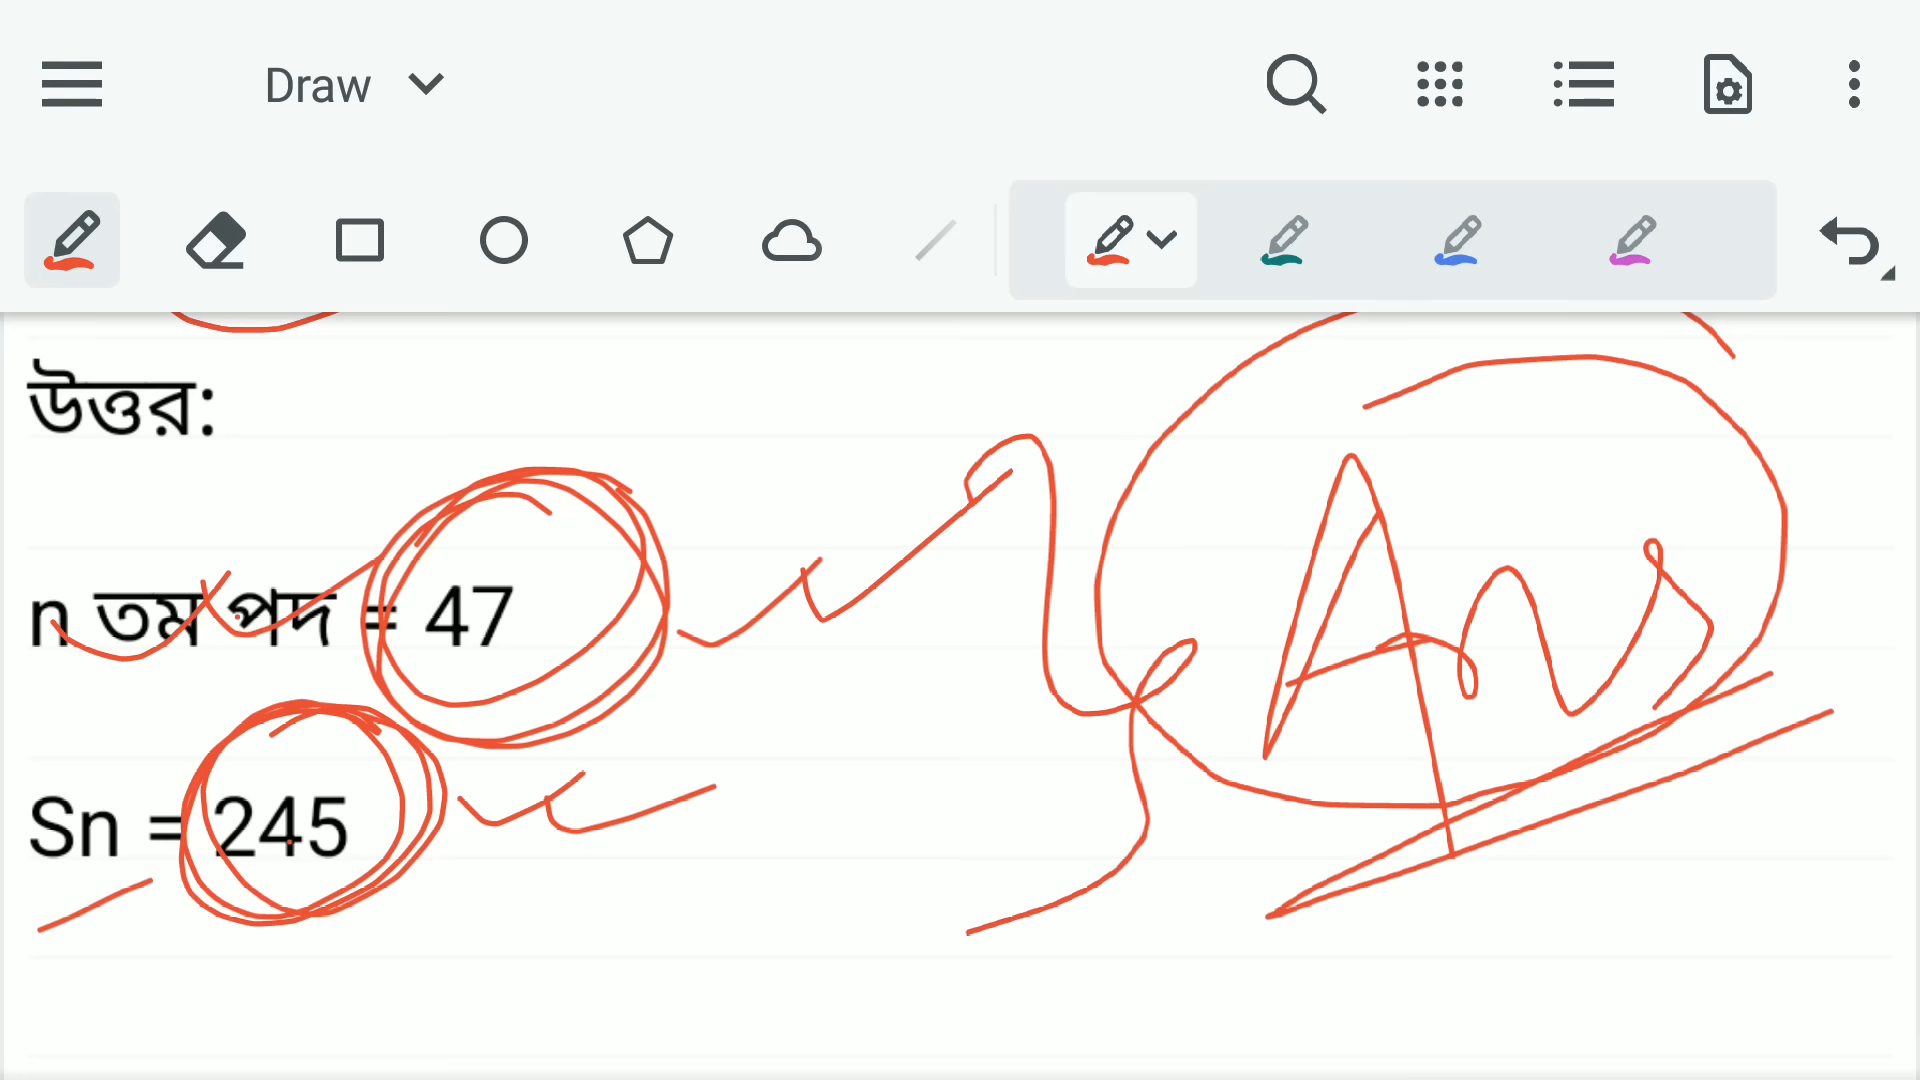 Draw
উত্তর:
n তম পদ = 47
Sn = 245
Ans